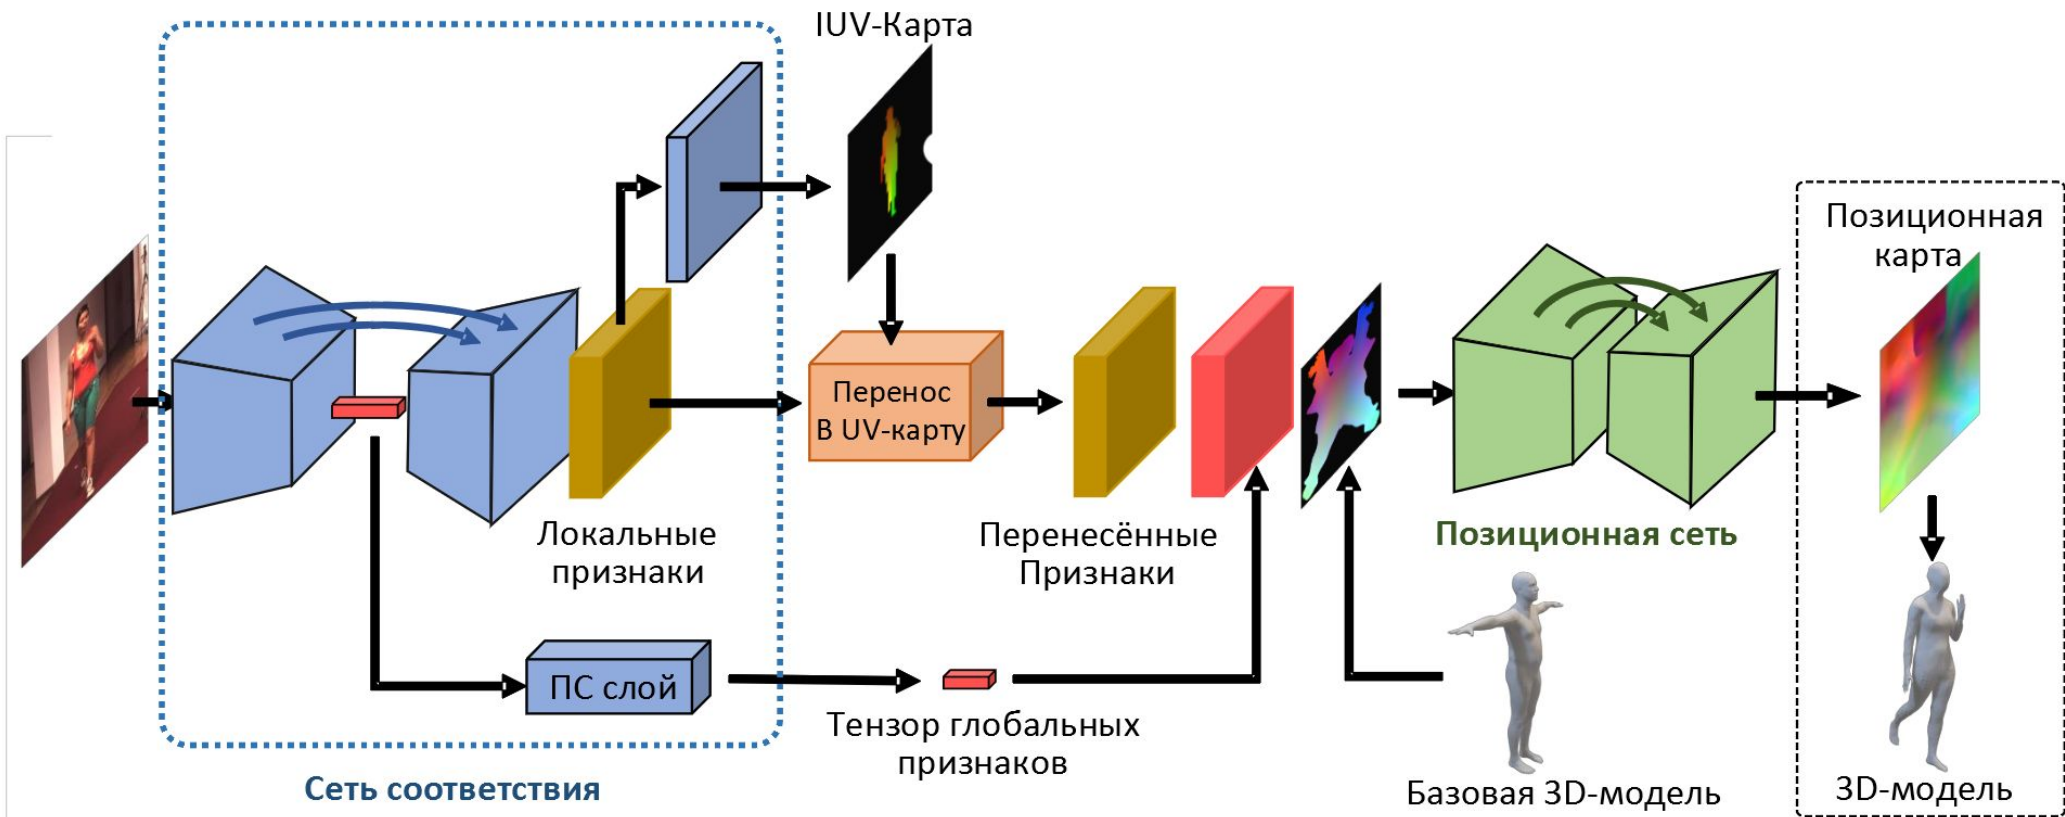 IUV-Карта
Позиционная
карта
Перенос
В UV-карту
Локальные
признаки
Перенесённые
Признаки
Позиционная сеть
ПС слой
Тензор глобальных
признаков
Сеть соответствия
Базовая 3D-модель
3D-модель